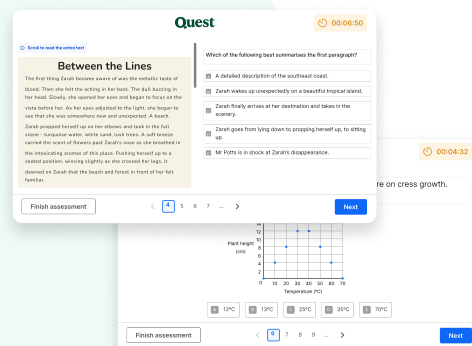 Quest
00:06:50
Scroll to read the entire text
Between the Lines
The first thing Zarah became aware of was the metallic taste of
blood. Then she felt the aching in her back. The dull buzzing in
her head. Slowly, she opened her eyes and began to focus on the
vista before her. As her eyes adjusted to the light, she began to
see that she was somewhere new and unexpected. A beach.
Zarah propped herself up on her elbows and took in the full
scene - turquoise water, white sand, lush trees. A soft breeze
carried the scent of flowers past Zarah's nose as she breathed in
the intoxicating aromas of this place. Pushing herself up to a
seated position, wincing slightly as she crossed her legs, it
dawned on Zarah that the beach and forest in front of her felt
familiar.
Which of the following best summarises the first paragraph?
A detailed description of the southeast coast.
Zarah wakes up unexpectedly on a beautiful tropical island.
Zarah finally arrives at her destination and takes in the
scenery.
Zarah goes from lying down to propping herself up, to sitting
up.
Mr Potts is in shock at Zarah's disappearance.
Finish assessment
< 4 5 6 7 ... >
Next
00:04:32
re on cress growth.
Plant height
(cm)
14
12
10
8
6
4
2
0 10 20 30 40 50 60 70
Temperature (ºC)
A 12ºC
B 13ºC
C 25ºC
D 35ºC
E 70ºC
Finish assessment
< 6 7 8 9 ... >
Next